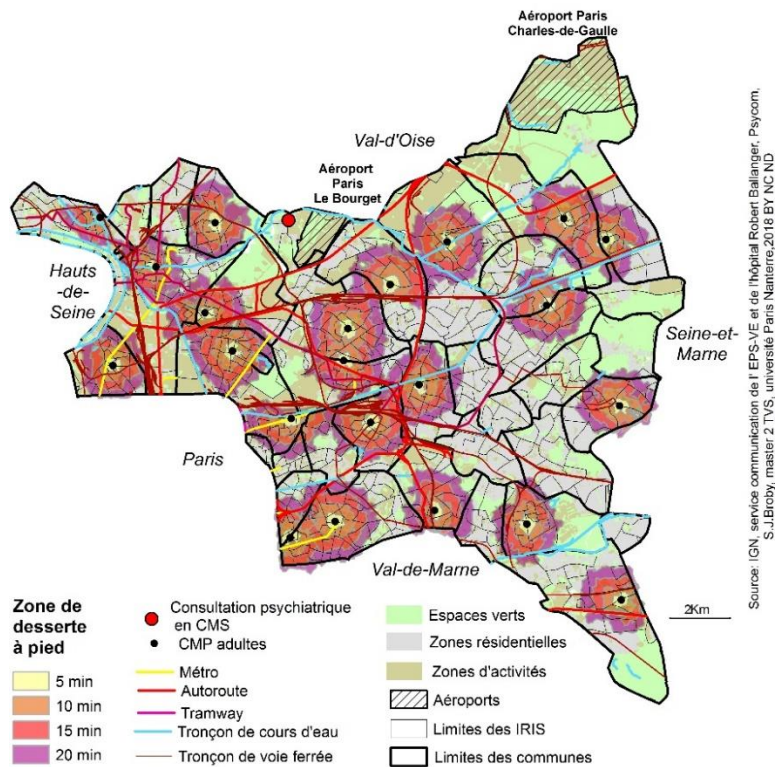 Aéroport Paris
Charles-de-Gaulle
Val-d'Oise
Aéroport
Paris
Le Bourget
Hauts
-de-
Seine
Seine-et-
Marne
Paris
Val-de-Marne
2Km
Source: IGN, service communication de l' EPS-VE et de l'hôpital Robert Ballanger, Psycom,
S.J.Broby, master 2 TVS, université Paris Nanterre,2018 BY NC ND
Zone de
desserte
à pied
5 min
10 min
15 min
20 min
Consultation psychiatrique
en CMS
CMP adultes
Métro
Autoroute
Tramway
Tronçon de cours d'eau
Tronçon de voie ferrée
Espaces verts
Zones résidentielles
Zones d'activités
Aéroports
Limites des IRIS
Limites des communes